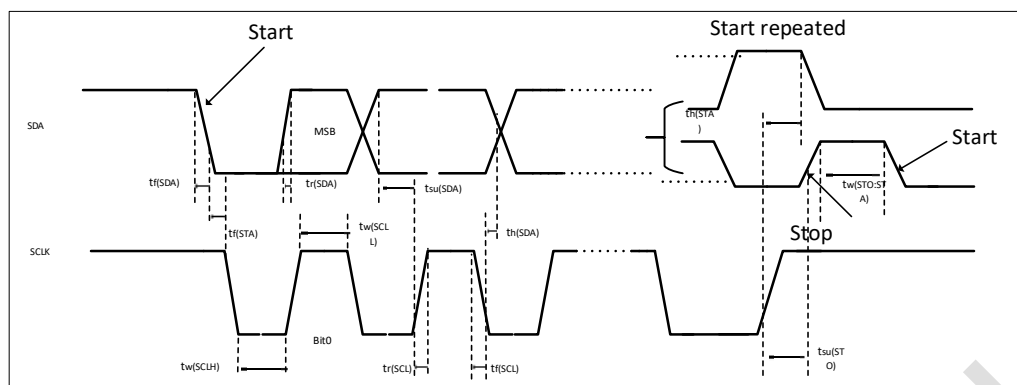 Start
Start repeated
SDA
MSB
th(STA
)
Start
tf(SDA)
tr(SDA)
tsu(SDA)
tw(STO:ST
A)
tf(STA)
tw(SCL
L)
th(SDA)
Stop
SCLK
Bit0
tw(SCLH)
tr(SCL)
tf(SCL)
tsu(ST
O)